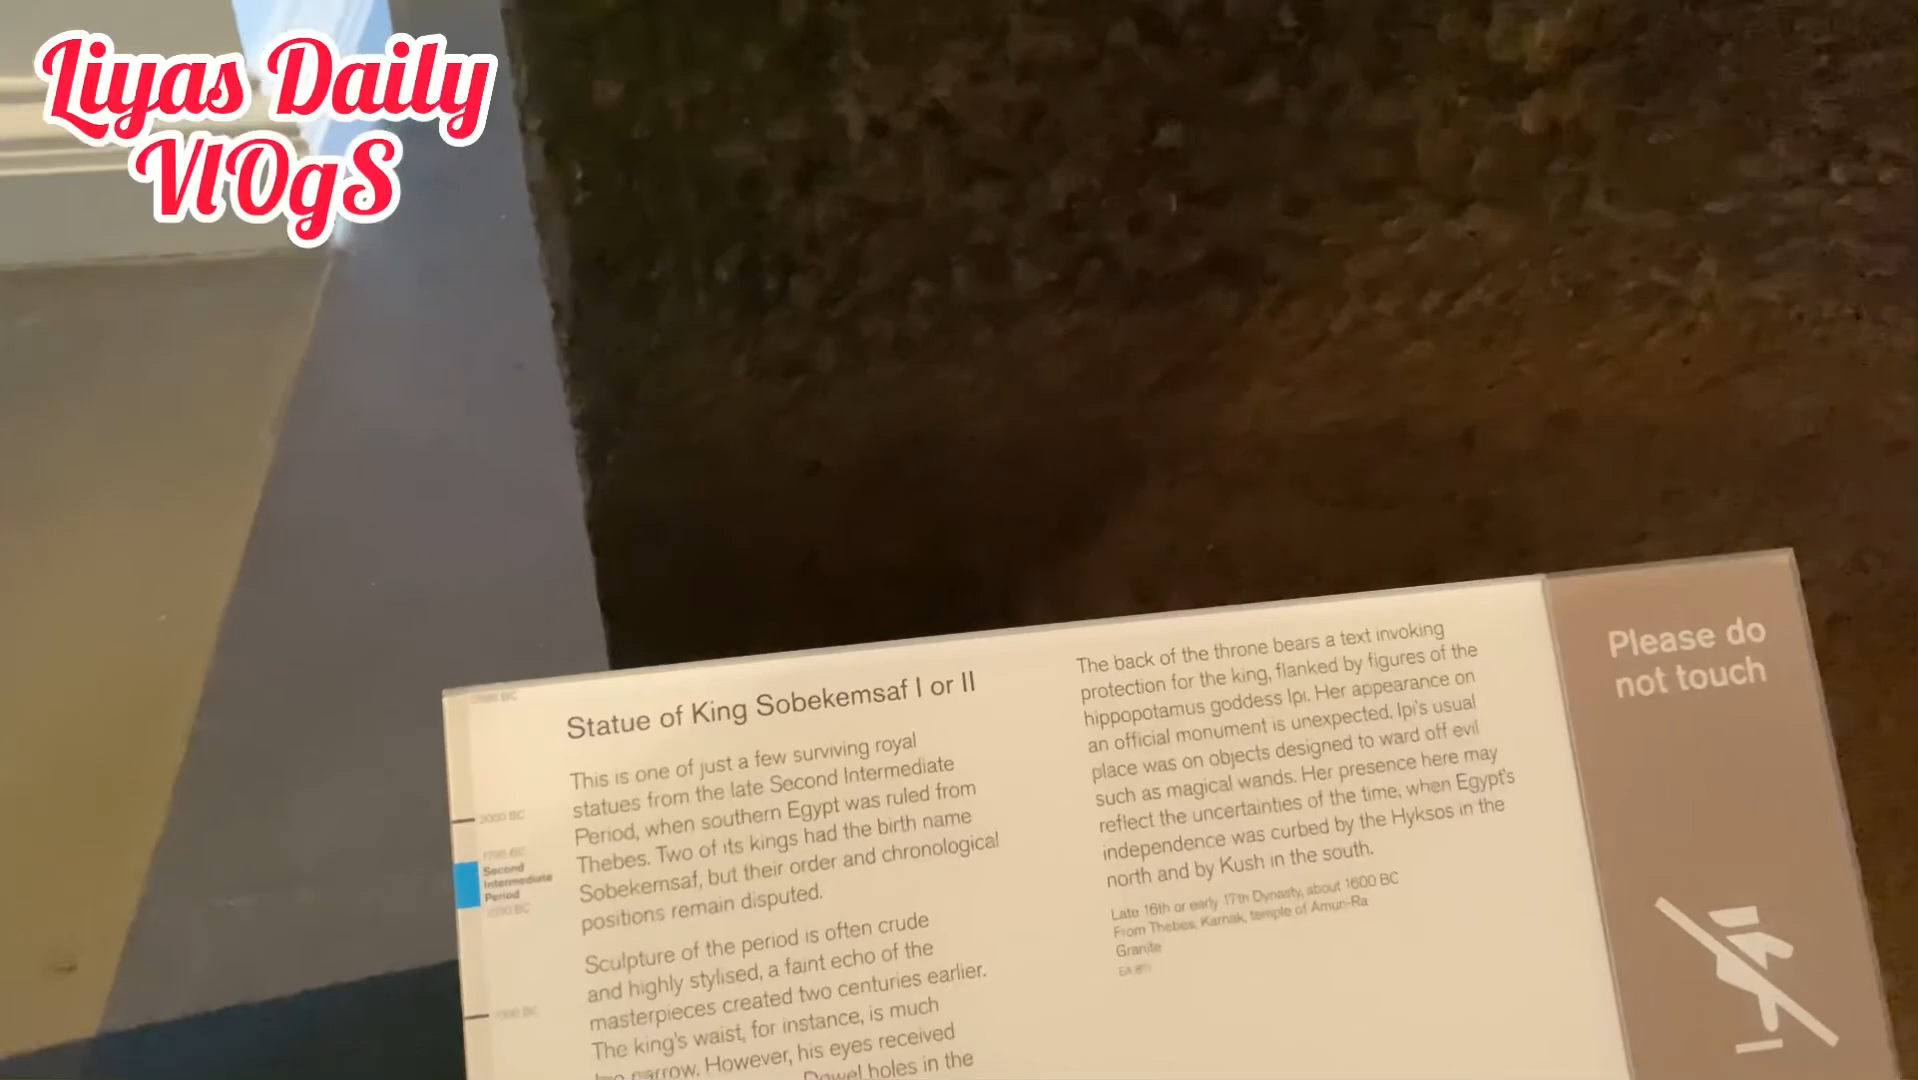 Liyas Daily
VlOgS
Statue of King Sobekemsaf I or II
This is one of just a few surviving royal
statues from the late Second Intermediate
Period, when southern Egypt was ruled from
Thebes. Two of its kings had the birth name
Sobekemsaf, but their order and chronological
positions remain disputed.
Sculpture of the period is often crude
and highly stylised, a faint echo of the
masterpieces created two centuries earlier.
The king's waist, for instance, is much
narrow. However, his eyes received
Dowel holes in the
The back of the throne bears a text invoking
protection for the king, flanked by figures of the
hippopotamus goddess Ipi. Her appearance on
an official monument is unexpected. Ipi's usual
place was on objects designed to ward off evil
such as magical wands. Her presence here may
reflect the uncertainties of the time, when Egypt's
independence was curbed by the Hyksos in the
north and by Kush in the south.
Late 16th or early 17th Dynasty, about 1600 BC
From Thebes, Karnak, temple of Amun-Ra
Granite
2000 BC
Second
Intermediate
Period
Please do
not touch